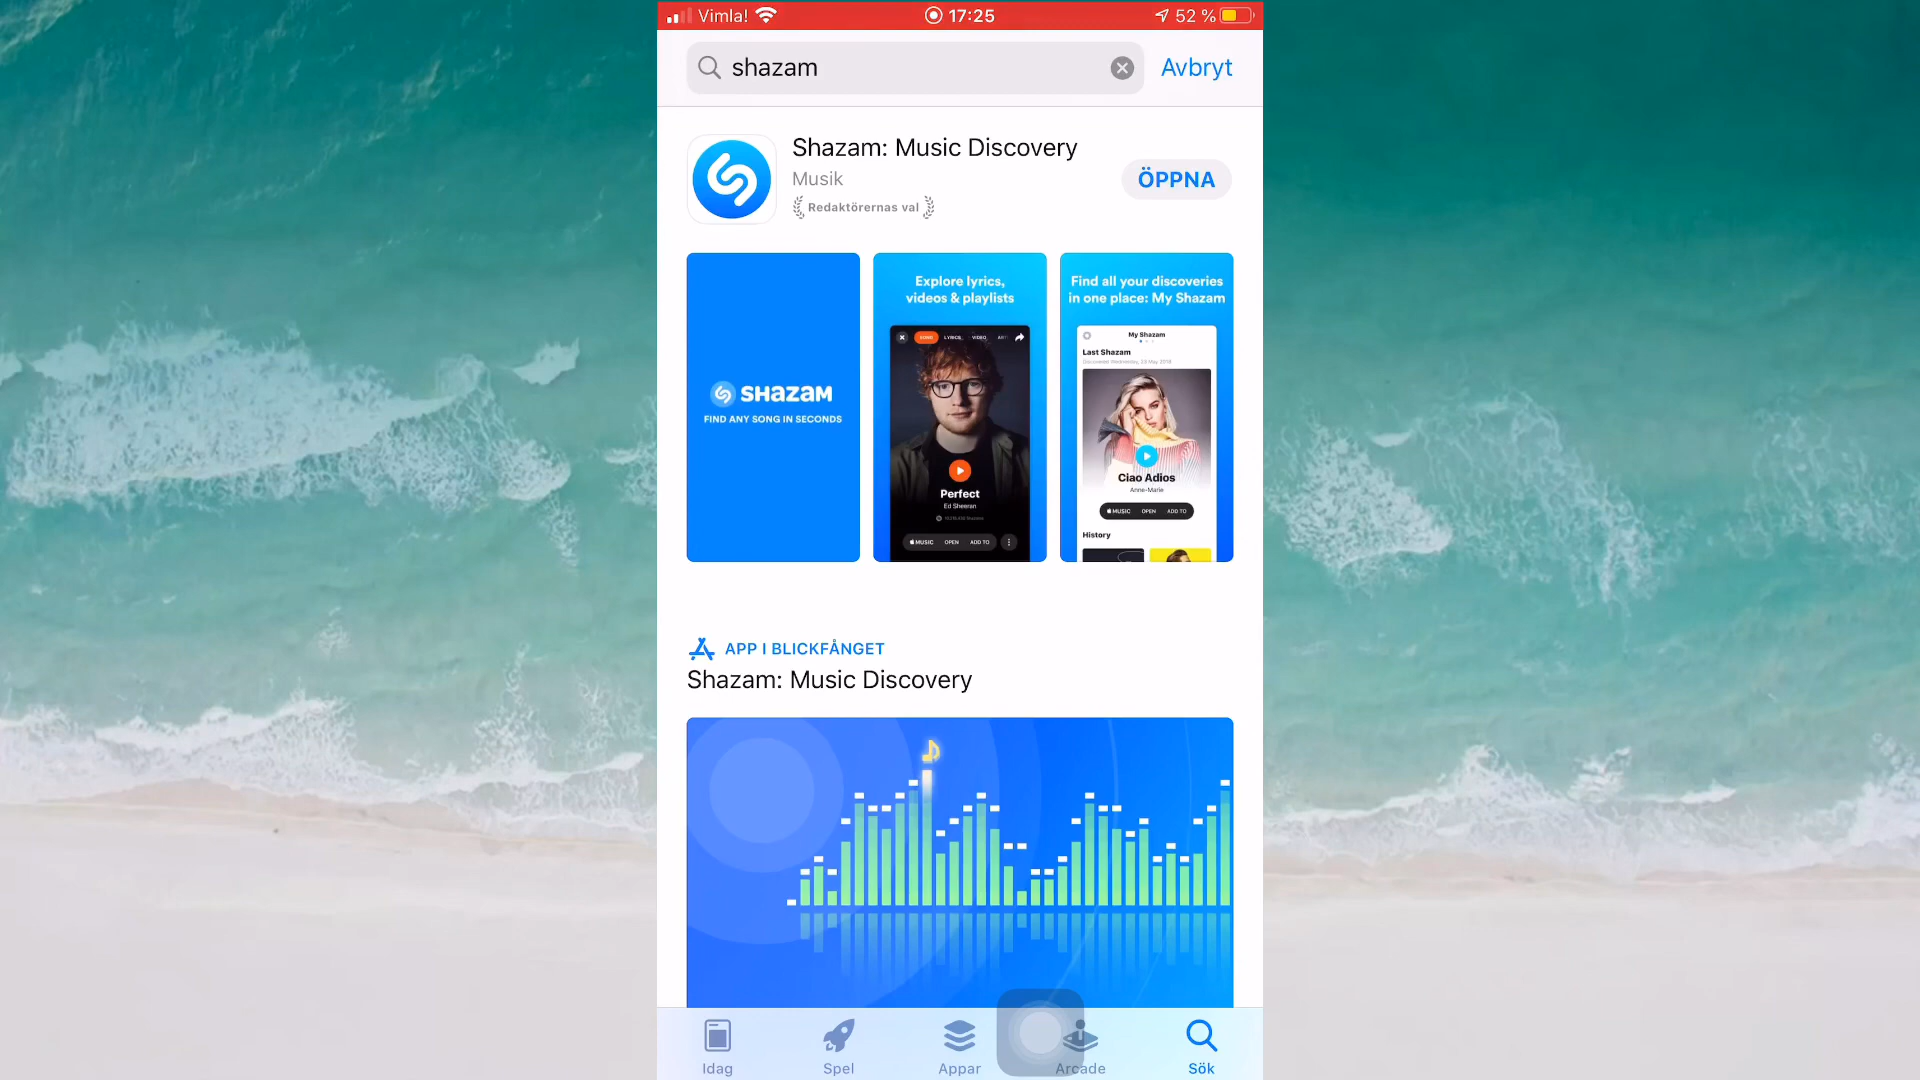 Vimla!
17:25
52 %
shazam
Avbryt
Shazam: Music Discovery
Musik
Redaktörernas val
ÖPPNA
SHAZAM
FIND ANY SONG IN SECONDS
Explore lyrics,
videos & playlists
SONG LYRICS VIDEO
Perfect
Ed Sheeran
MUSIC OPEN ADD TO
Find all your discoveries
in one place: My Shazam
My Shazam
Last Shazam
Ciao Adios
Anne-Marie
MUSIC OPEN ADD TO
History
APP I BLICKFÅNGET
Shazam: Music Discovery
Idag
Spel
Appar
Arcade
Sök